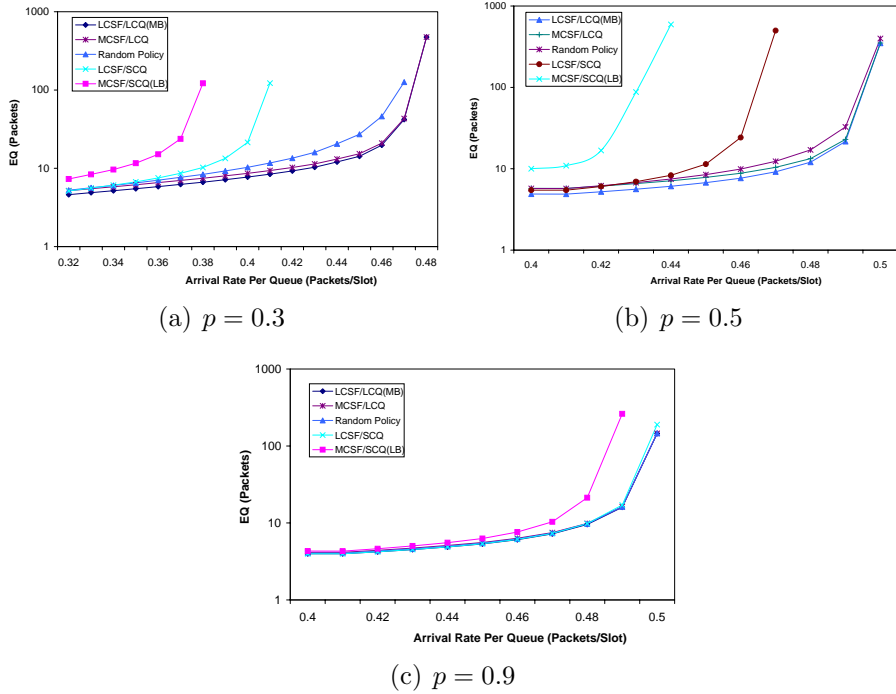 1000
100
10
1
EQ (Packets)
LCSF/LCQ(MB)
MCSF/LCQ
Random Policy
LCSF/SCQ
MCSF/SCQ(LB)
0.32 0.34 0.36 0.38 0.4 0.42 0.44 0.46 0.48
Arrival Rate Per Queue (Packets/Slot)
(a) p = 0.3
1000
100
10
1
EQ (Packets)
LCSF/LCQ(MB)
MCSF/LCQ
Random Policy
LCSF/SCQ
MCSF/SCQ(LB)
0.4 0.42 0.44 0.46 0.48 0.5
Arrival Rate Per Queue (Packets/Slot)
(b) p = 0.5
1000
100
10
1
EQ (Packets)
LCSF/LCQ(MB)
MCSF/LCQ
Random Policy
LCSF/SCQ
MCSF/SCQ(LB)
0.4 0.42 0.44 0.46 0.48 0.5
Arrival Rate Per Queue (Packets/Slot)
(c) p = 0.9